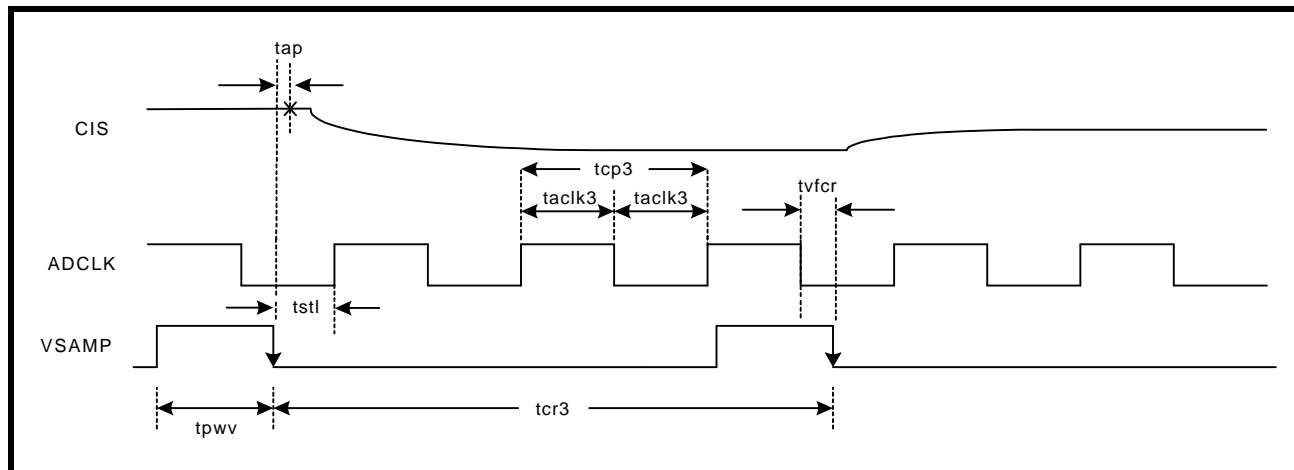 tap
CIS
tcp3
taclk3 taclk3
tvfcr
ADCLK
tstl
VSAMP
tpwv
tcr3